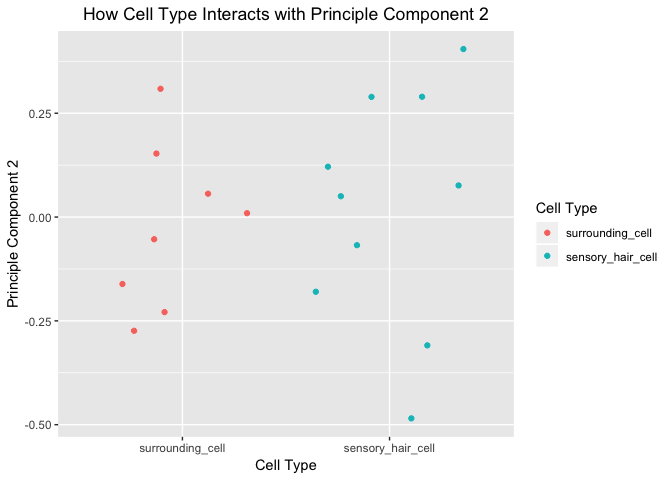 How Cell Type Interacts with Principle Component 2
Principle Component 2
0.25
0.00
-0.25
-0.50
surrounding_cell
sensory_hair_cell
Cell Type
Cell Type
surrounding_cell
sensory_hair_cell